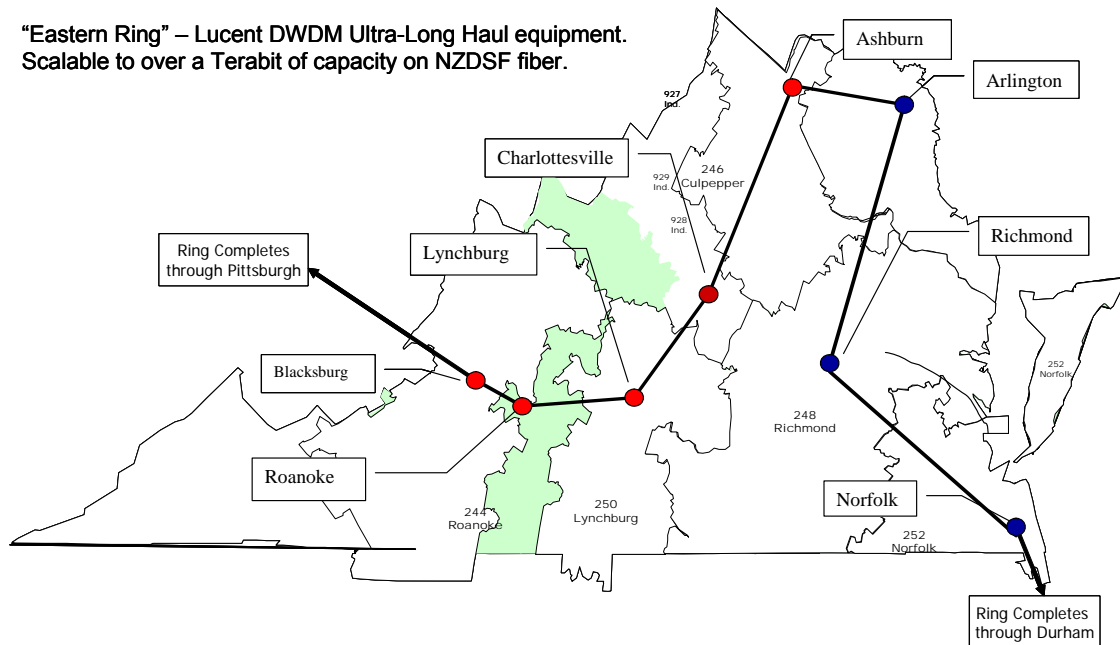 “Eastern Ring” – Lucent DWDM Ultra-Long Haul equipment.
Scalable to over a Terabit of capacity on NZDSF fiber.
Ashburn
Arlington
927
Ind.
Charlottesville
929
Ind.
246
Culpepper
928
Ind.
Richmond
Ring Completes
through Pittsburgh
Lynchburg
252
Norfolk
Blacksburg
248
Richmond
Roanoke
Norfolk
244
Roanoke
250
Lynchburg
252
Norfolk
Ring Completes
through Durham